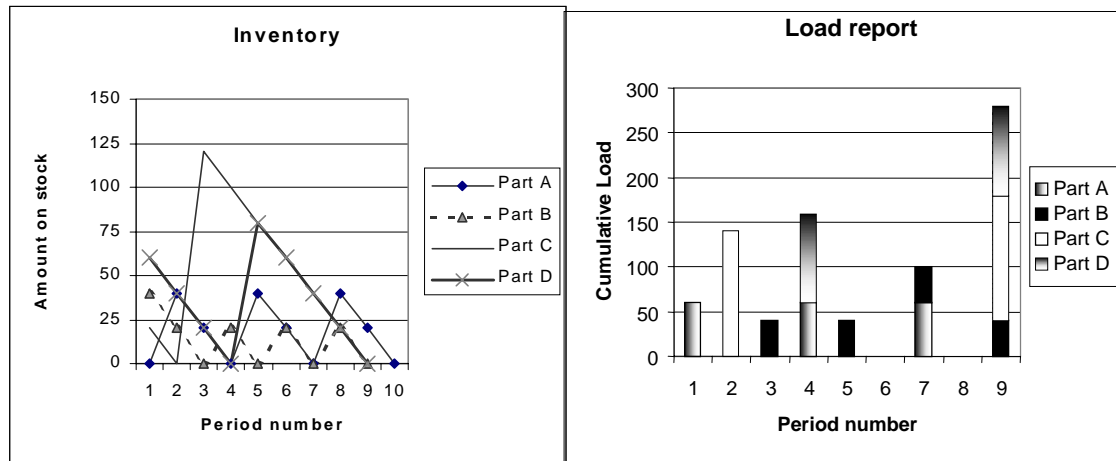 Inventory
Amount on stock
150
125
75
50
25
0
1 2 3 4 5 6 7 8 9 10
Period number
Part A
Part B
Part C
Part D
Load report
Cumulative Load
300
250
200
150
100
50
0
1 2 3 4 5 6 7 8 9
Period number
Part A
Part B
Part C
Part D